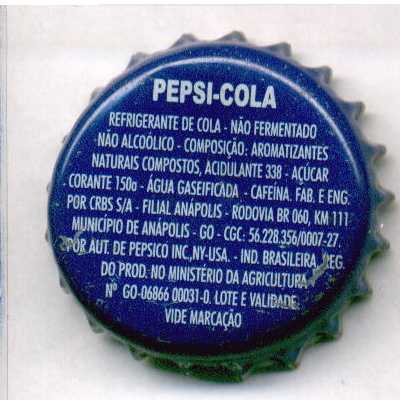 PEPSI-COLA
REFRIGERANTE DE COLA - NÃO FERMENTADO
NÃO ALCOÓLICO - COMPOSIÇÃO: AROMATIZANTES
NATURAIS COMPOSTOS, ACIDULANTE 338 - AÇÚCAR
- CORANTE 150a - ÁGUA GASEIFICADA - CAFEÍNA. FAB. E ENG.
POR CRBS S/A - FILIAL ANÁPOLIS - RODOVIA BR 060, KM 111
MUNICÍPIO DE ANÁPOLIS - GO - CGC: 56.228.356/0007-27.
POR AUT. DE PEPSICO INC,NY-USA. - IND. BRASILEIRA. REG.
DO PROD. NO MINISTÉRIO DA AGRICULTURA
Nº GO-06866 00031-0. LOTE E VALIDADE:
VIDE MARCAÇÃO